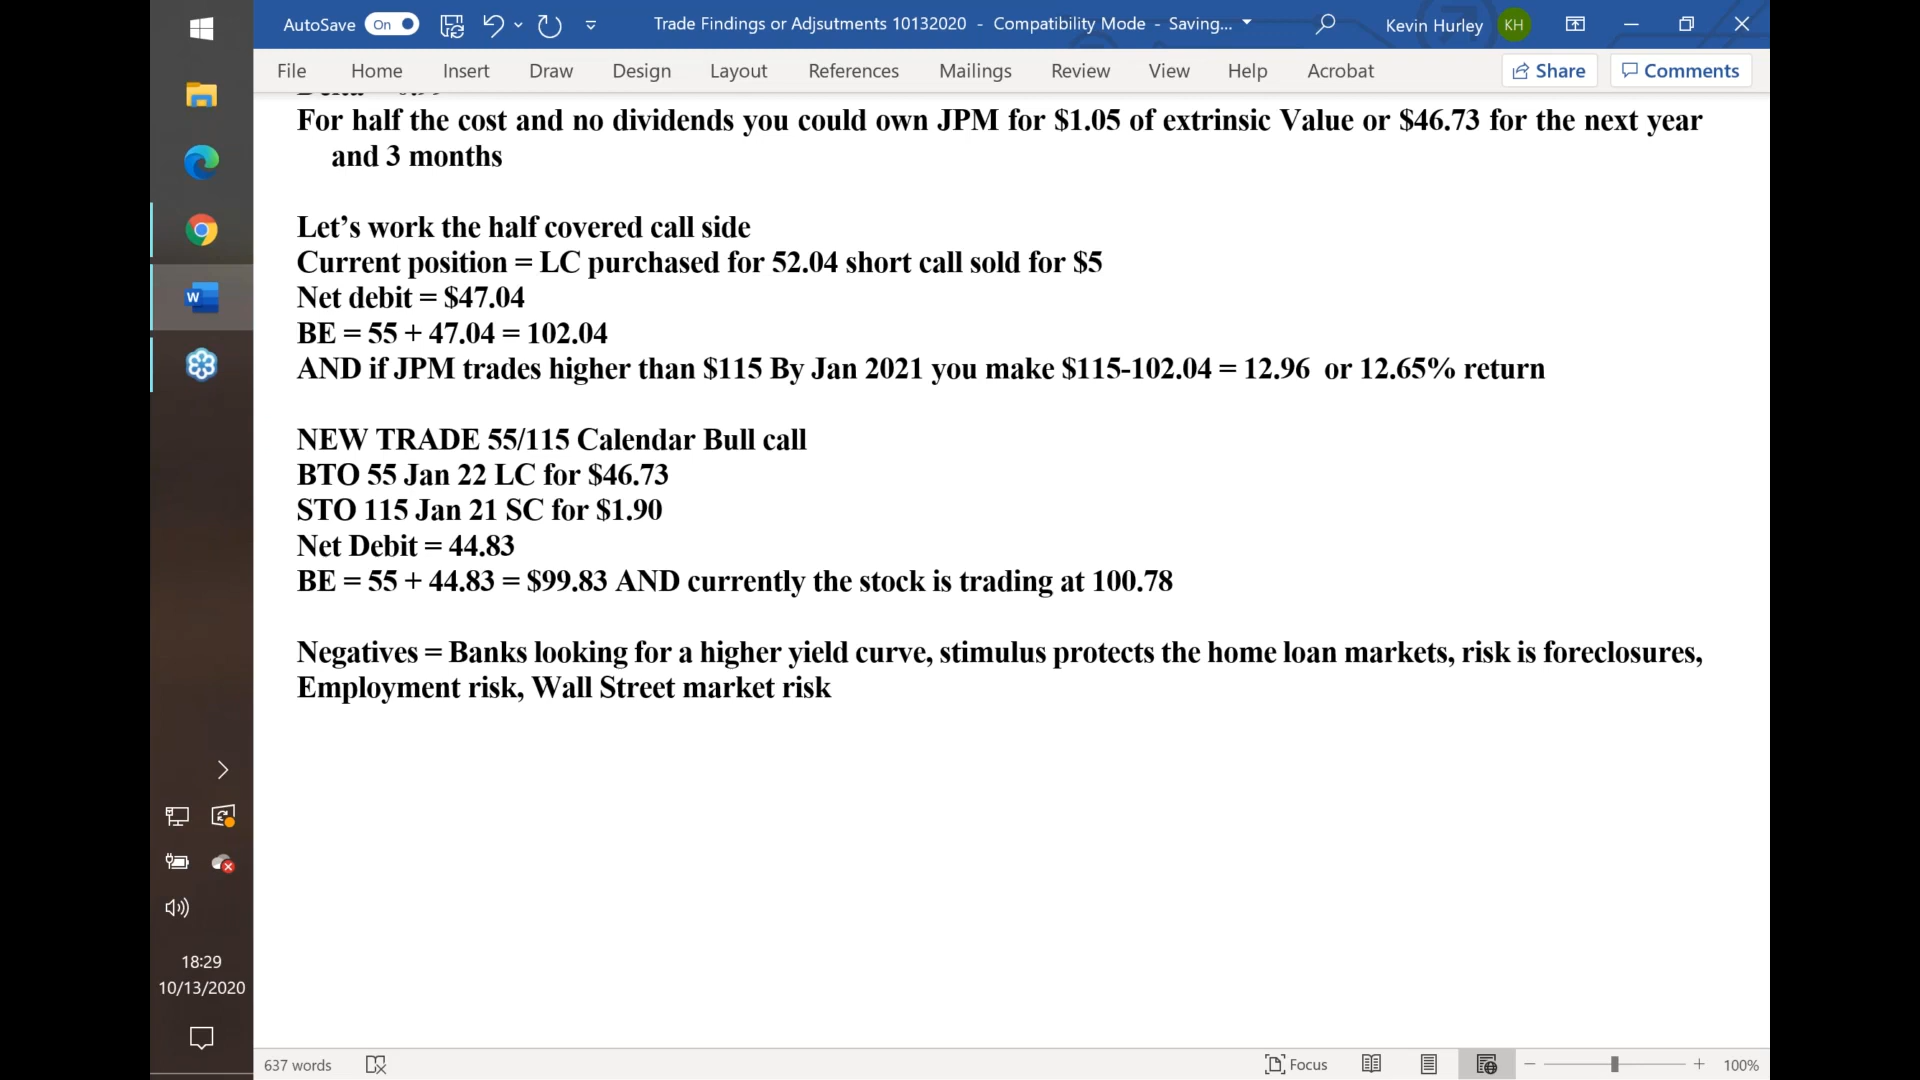 AutoSave On
Trade Findings or Adjsutments 10132020 - Compatibility Mode - Saving...
Kevin Hurley KH
File Home Insert Draw Design Layout References Mailings Review View Help Acrobat Share Comments
For half the cost and no dividends you could own JPM for $1.05 of extrinsic Value or $46.73 for the next year
and 3 months
Let’s work the half covered call side
Current position = LC purchased for 52.04 short call sold for $5
Net debit = $47.04
BE = 55 + 47.04 = 102.04
AND if JPM trades higher than $115 By Jan 2021 you make $115-102.04 = 12.96 or 12.65% return
NEW TRADE 55/115 Calendar Bull call
BTO 55 Jan 22 LC for $46.73
STO 115 Jan 21 SC for $1.90
Net Debit = 44.83
BE = 55 + 44.83 = $99.83 AND currently the stock is trading at 100.78
Negatives = Banks looking for a higher yield curve, stimulus protects the home loan markets, risk is foreclosures,
Employment risk, Wall Street market risk
18:29
10/13/2020
637 words
Focus
100%